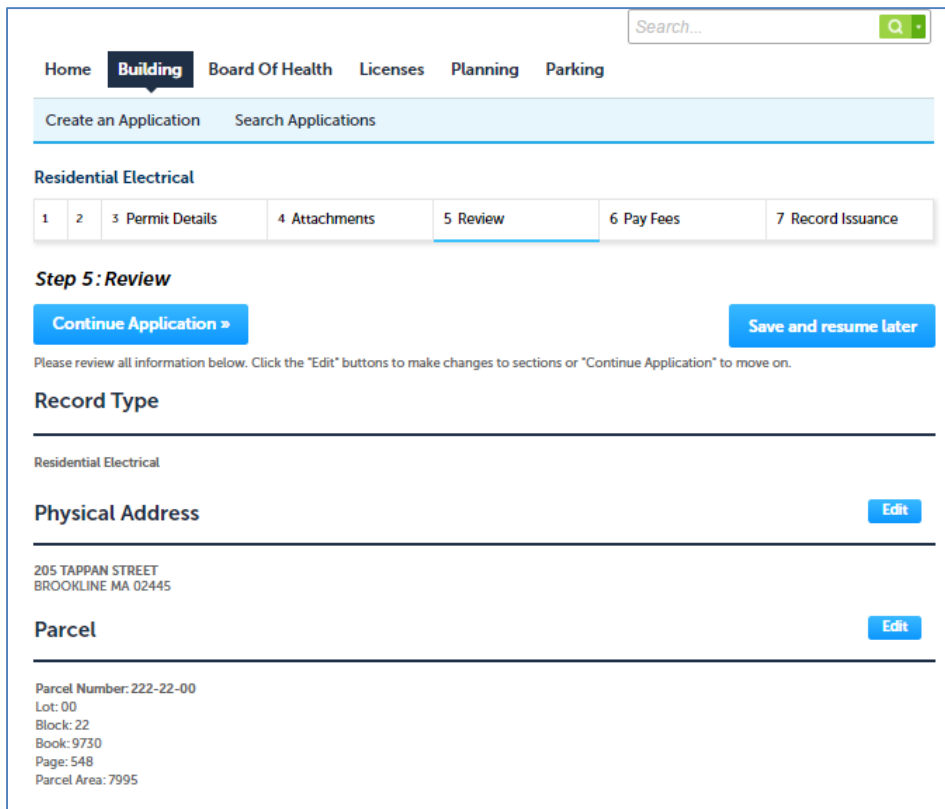 Search...
Home Building Board Of Health Licenses Planning Parking
Create an Application Search Applications
Residential Electrical
1 2 3 Permit Details 4 Attachments 5 Review 6 Pay Fees 7 Record Issuance
Step 5: Review
Continue Application » Save and resume later
Please review all information below. Click the "Edit" buttons to make changes to sections or "Continue Application" to move on.
Record Type
Residential Electrical
Physical Address Edit
205 TAPPAN STREET
BROOKLINE MA 02445
Parcel Edit
Parcel Number: 222-22-00
Lot: 00
Block: 22
Book: 9730
Page: 548
Parcel Area: 7995